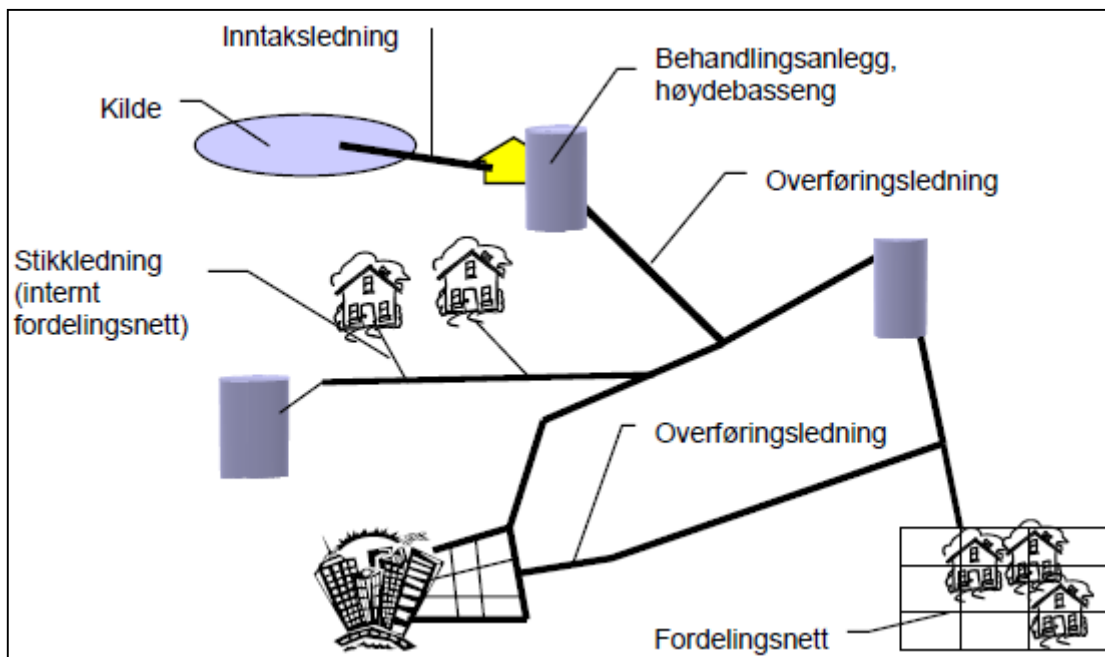 Inntaksledning
Behandlingsanlegg,
høydebasseng
Kilde
Overføringsledning
Stikkledning
(internt
fordelingsnett)
Overføringsledning
Fordelingsnett